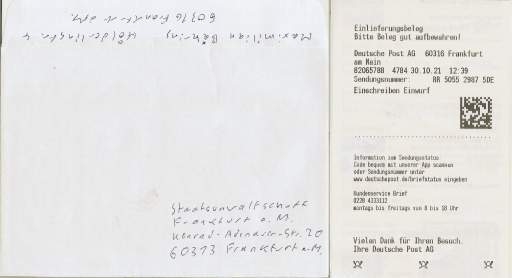 Maximilian Bähring Hölderlinstr. 4
60316 Frankfurt a.M.
Staatsanwaltschaft
Frankfurt a. M.
Konrad-Adenauer-Str. 20
60313 Frankfurt a.M.
Einlieferungsbeleg
Bitte Beleg gut aufbewahren!
Deutsche Post AG 60316 Frankfurt
am Main
82065788 4784 30.10.21 12:39
Sendungsnummer: RR 5055 2987 5DE
Einschreiben Einwurf
Information zum Sendungsstatus
Code bequem mit unserer App scannen
oder Sendungsnummer unter
www.deutschepost.de/briefstatus eingeben
Kundenservice Brief
0228 4333112
montags bis freitags von 8 bis 18 Uhr
Vielen Dank für Ihren Besuch.
Ihre Deutsche Post AG